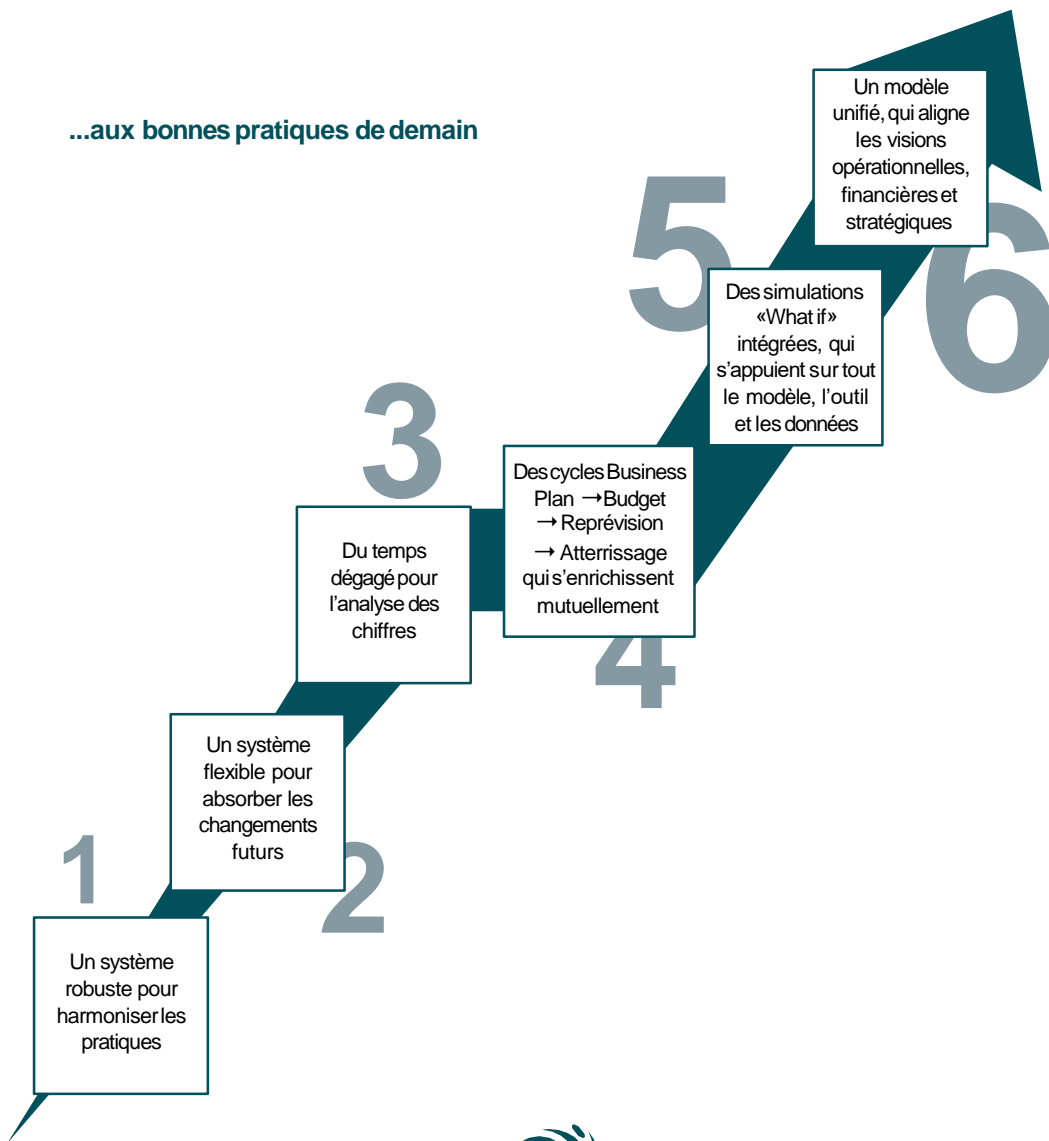 ...aux bonnes pratiques de demain
1
Un système
robuste pour
harmoniser les
pratiques
2
Un système
flexible pour
absorber les
changements
futurs
3
Du temps
dégagé pour
l'analyse des
chiffres
4
Des cycles Business
Plan → Budget
→ Reprévision
→ Atterrissage
qui s'enrichissent
mutuellement
5
Des simulations
«What if»
intégrées, qui
s'appuient sur tout
le modèle, l'outil
et les données
6
Un modèle
unifié, qui aligne
les visions
opérationnelles,
financières et
stratégiques